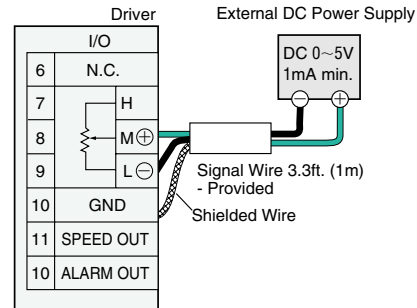 Driver
External DC Power Supply
I/O
6 N.C.
7 H
8 M⊕
9 L⊖
10 GND
11 SPEED OUT
10 ALARM OUT
DC 0~5V
1mA min.
⊖ ⊕
Signal Wire 3.3ft. (1m)
- Provided
Shielded Wire